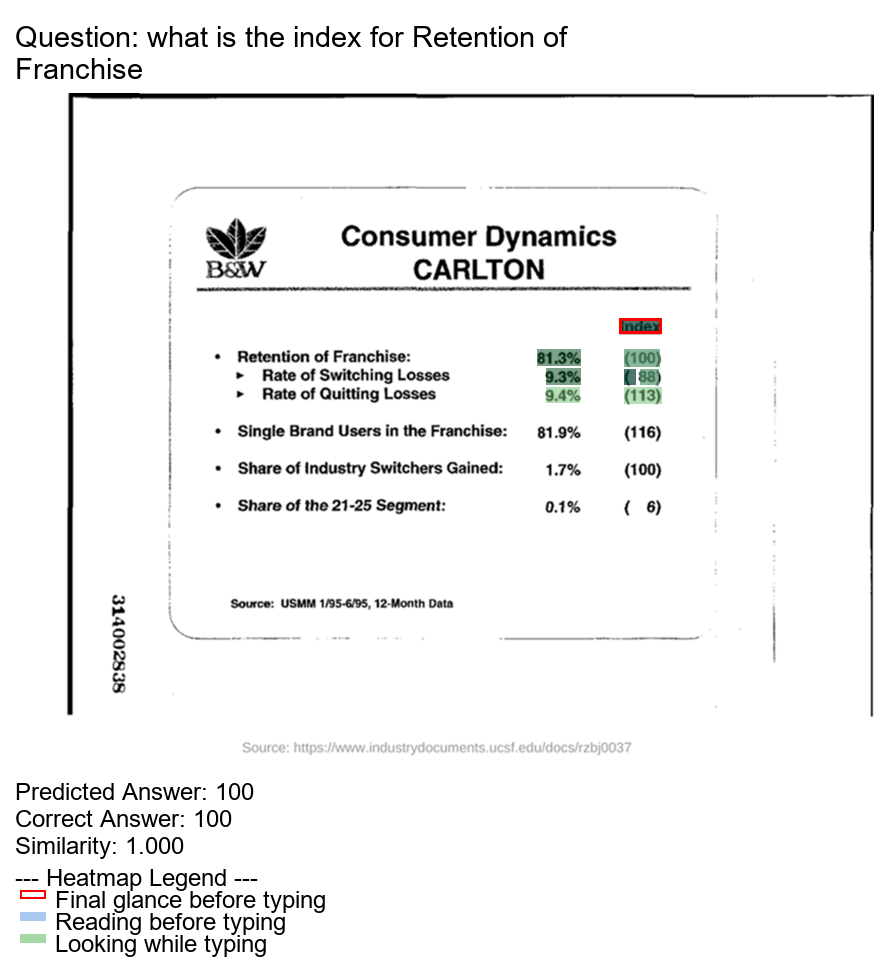 Question: what is the index for Retention of
Franchise
B&W
Consumer Dynamics
CARLTON
Index
• Retention of Franchise: 81.3% (100)
► Rate of Switching Losses 9.3% ( 88)
► Rate of Quitting Losses 9.4% (113)
• Single Brand Users in the Franchise: 81.9% (116)
• Share of Industry Switchers Gained: 1.7% (100)
• Share of the 21-25 Segment: 0.1% ( 6)
Source: USMM 1/95-6/95, 12-Month Data
314002838
Source: https://www.industrydocuments.ucsf.edu/docs/rzbj0037
Predicted Answer: 100
Correct Answer: 100
Similarity: 1.000
--- Heatmap Legend ---
Final glance before typing
Reading before typing
Looking while typing